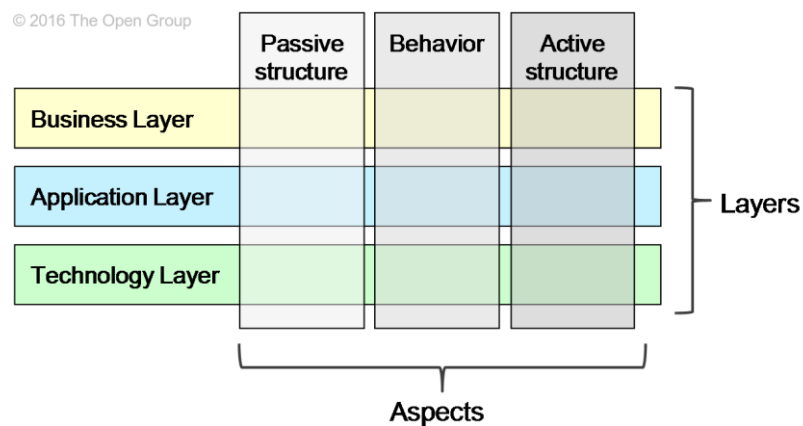 © 2016 The Open Group
Passive
structure
Behavior
Active
structure
Business Layer
Application Layer
Technology Layer
Layers
Aspects